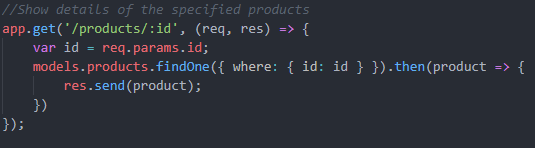 //Show details of the specified products
app.get('/products/:id', (req, res) => {
    var id = req.params.id;
    models.products.findOne({ where: { id: id } }).then(product => {
        res.send(product);
    })
});